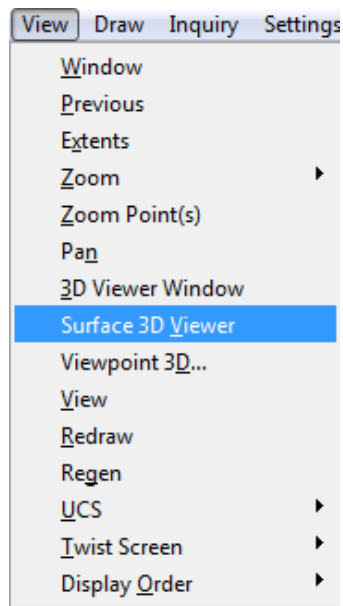 View Draw Inquiry Settings
Window
Previous
Extents
Zoom
Zoom Point(s)
Pan
3D Viewer Window
Surface 3D Viewer
Viewpoint 3D...
View
Redraw
Regen
UCS
Twist Screen
Display Order